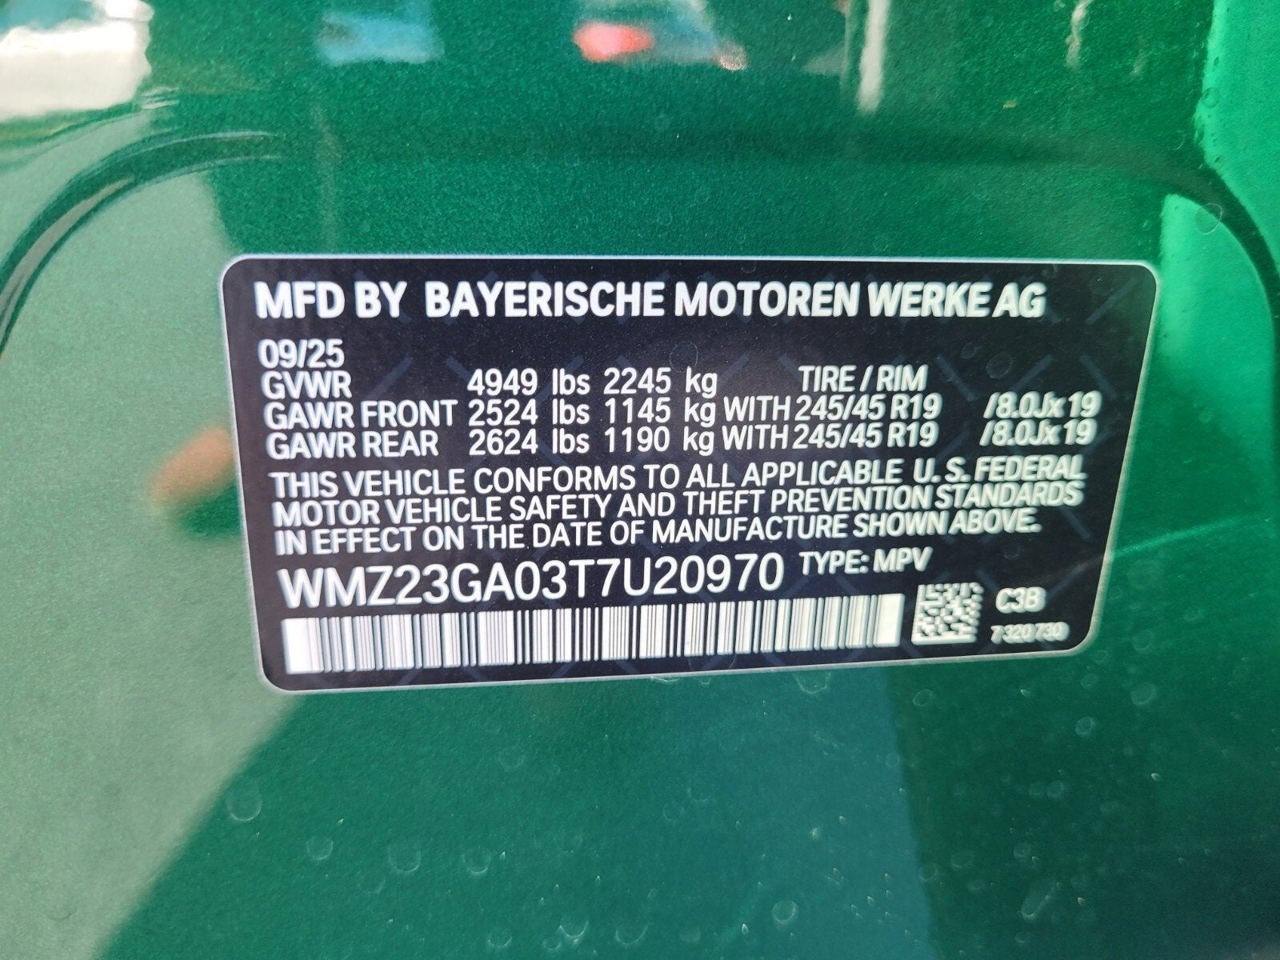 MFD BY BAYERISCHE MOTOREN WERKE AG
09/25
GVWR 4949 lbs 2245 kg TIRE / RIM
GAWR FRONT 2524 lbs 1145 kg WITH 245/45 R19 /8.0Jx19
GAWR REAR 2624 lbs 1190 kg WITH 245/45 R19 /8.0Jx19
THIS VEHICLE CONFORMS TO ALL APPLICABLE U. S. FEDERAL
MOTOR VEHICLE SAFETY AND THEFT PREVENTION STANDARDS
IN EFFECT ON THE DATE OF MANUFACTURE SHOWN ABOVE.
WMZ23GA03T7U20970 TYPE: MPV
C3B
7 320 730